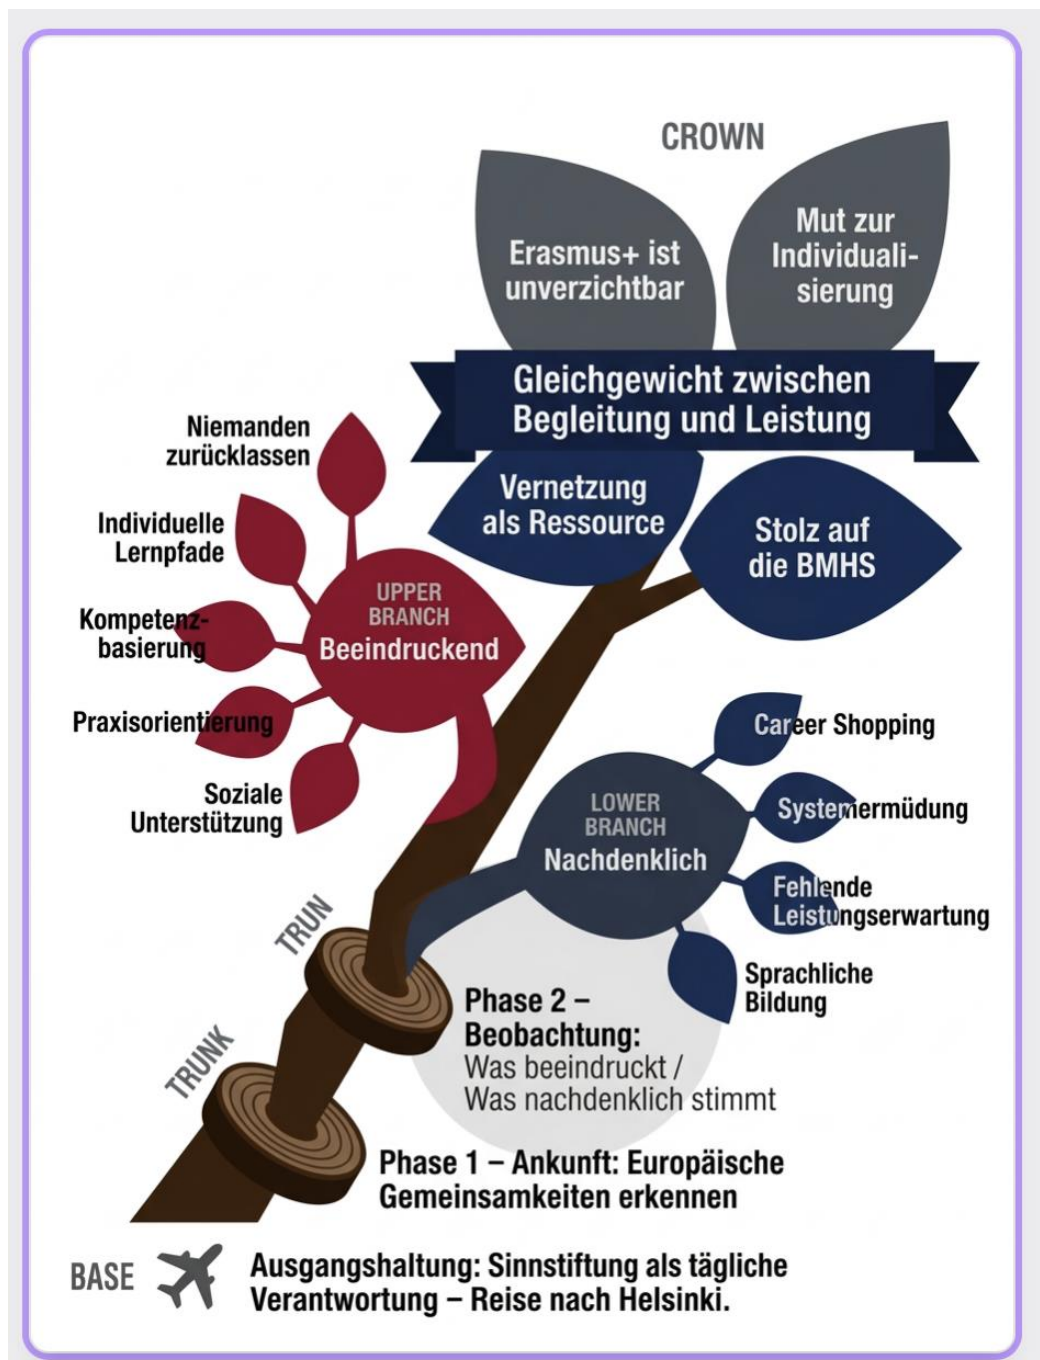 CROWN
Erasmus+ ist
unverzichtbar
Mut zur
Individuali-
sierung
Gleichgewicht zwischen
Begleitung und Leistung
Vernetzung
als Ressource
Stolz auf
die BMHS
Niemanden
zurücklassen
Individuelle
Lernpfade
Kompetenz-
basierung
Praxisorientierung
Soziale
Unterstützung
UPPER
BRANCH
Beeindruckend
Career Shopping
Systemermüdung
Fehlende
Leistungserwartung
Sprachliche
Bildung
LOWER
BRANCH
Nachdenklich
TRUN
Phase 2 –
Beobachtung:
Was beeindruckt /
Was nachdenklich stimmt
TRUNK
Phase 1 – Ankunft: Europäische
Gemeinsamkeiten erkennen
BASE
Ausgangshaltung: Sinnstiftung als tägliche
Verantwortung – Reise nach Helsinki.